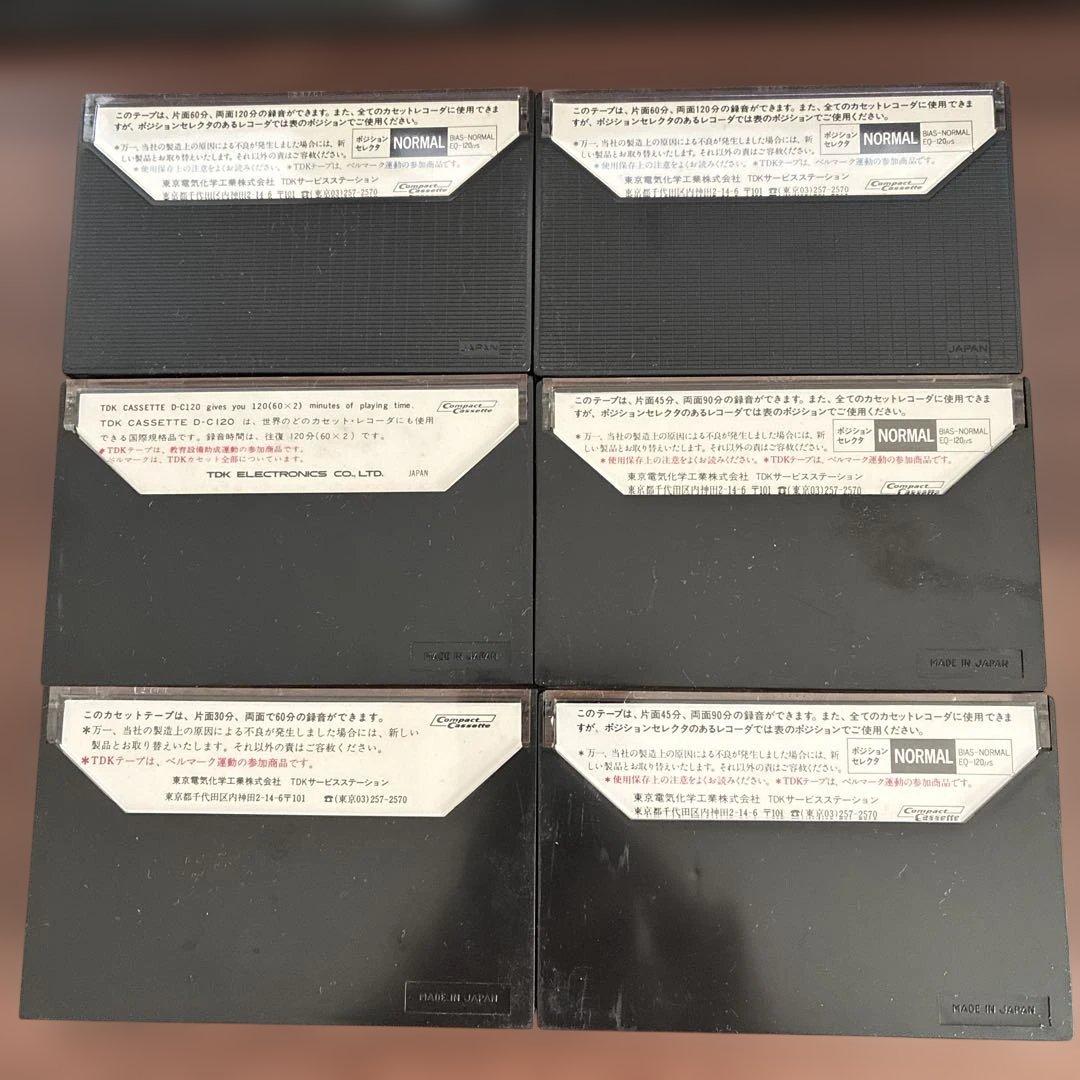 このテープは、片面60分、両面120分の録音ができます。また、全てのカセットレコーダに使用できま
すが、ポジションセレクタのあるレコーダでは表のポジションでご使用ください。
*万一、当社の製造上の原因による不良が発生しました場合には、新
しい製品とお取り替えいたします。それ以外の責はご容赦ください。
ポジション
セレクタ
NORMAL
BIAS-NORMAL
EQ-120μs
*使用保存上の注意をよくお読みください。*TDKテープは、ベルマーク運動の参加商品です。
東京電気化学工業株式会社 TDKサービスステーション
東京都千代田区内神田2-14-6 〒101 ☎(東京03)257-2570
Compact
Cassette
JAPAN
このテープは、片面60分、両面120分の録音ができます。また、全てのカセットレコーダに使用できま
すが、ポジションセレクタのあるレコーダでは表のポジションでご使用ください。
*万一、当社の製造上の原因による不良が発生しました場合には、新
しい製品とお取り替えいたします。それ以外の責はご容赦ください。
ポジション
セレクタ
NORMAL
BIAS-NORMAL
EQ-120μs
*使用保存上の注意をよくお読みください。*TDKテープは、ベルマーク運動の参加商品です。
東京電気化学工業株式会社 TDKサービスステーション
東京都千代田区内神田2-14-6 〒101 ☎(東京03)257-2570
Compact
Cassette
JAPAN
TDK CASSETTE D-C120 gives you 120(60×2) minutes of playing time.
TDK CASSETTE D-C120 は、世界のどのカセット・レコーダにも使用
できる国際規格品です。録音時間は、往復120分(60×2)です。
*TDKテープは、教育設備助成運動の参加商品です。
ベルマークは、TDKカセット全部についています。
TDK ELECTRONICS CO., LTD. JAPAN
Compact
Cassette
MADE IN JAPAN
このテープは、片面45分、両面90分の録音ができます。また、全てのカセットレコーダに使用できま
すが、ポジションセレクタのあるレコーダでは表のポジションでご使用ください。
*万一、当社の製造上の原因による不良が発生しました場合には、新
しい製品とお取り替えいたします。それ以外の責はご容赦ください。
ポジション
セレクタ
NORMAL
BIAS-NORMAL
EQ-120μs
*使用保存上の注意をよくお読みください。*TDKテープは、ベルマーク運動の参加商品です。
東京電気化学工業株式会社 TDKサービスステーション
東京都千代田区内神田2-14-6 〒101 ☎(東京03)257-2570
Compact
Cassette
MADE IN JAPAN
このカセットテープは、片面30分、両面で60分の録音ができます。
*万一、当社の製造上の原因による不良が発生しました場合には、新しい
製品とお取り替えいたします。それ以外の責はご容赦ください。
*TDKテープは、ベルマーク運動の参加商品です。
東京電気化学工業株式会社 TDKサービスステーション
東京都千代田区内神田2-14-6〒101 ☎(東京03)257-2570
Compact
Cassette
MADE IN JAPAN
このテープは、片面45分、両面90分の録音ができます。また、全てのカセットレコーダに使用できま
すが、ポジションセレクタのあるレコーダでは表のポジションでご使用ください。
*万一、当社の製造上の原因による不良が発生しました場合には、新
しい製品とお取り替えいたします。それ以外の責はご容赦ください。
ポジション
セレクタ
NORMAL
BIAS-NORMAL
EQ-120μs
*使用保存上の注意をよくお読みください。*TDKテープは、ベルマーク運動の参加商品です。
東京電気化学工業株式会社 TDKサービスステーション
東京都千代田区内神田2-14-6 〒101 ☎(東京03)257-2570
Compact
Cassette
MADE IN JAPAN